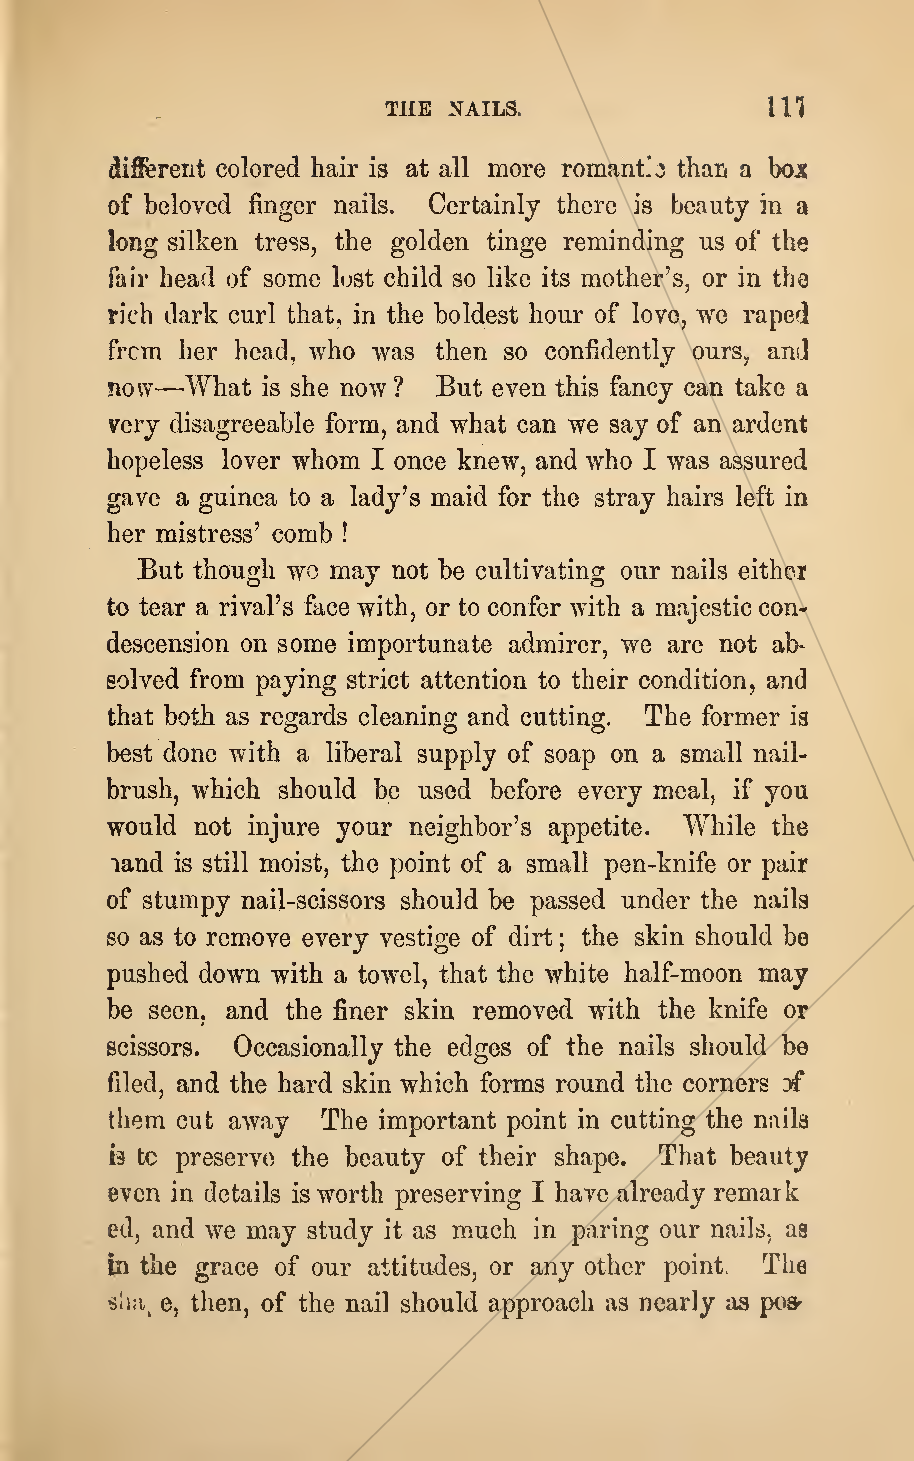 THE NAILS. 117
different colored hair is at all more romantic than a box
of beloved finger nails. Certainly there is beauty in a
long silken tress, the golden tinge reminding us of the
fair head of some lost child so like its mother's, or in the
rich dark curl that, in the boldest hour of love, we raped
from her head, who was then so confidently ours, and
now—What is she now? But even this fancy can take a
very disagreeable form, and what can we say of an ardent
hopeless lover whom I once knew, and who I was assured
gave a guinea to a lady's maid for the stray hairs left in
her mistress' comb!
But though we may not be cultivating our nails either
to tear a rival's face with, or to confer with a majestic con-
descension on some importunate admirer, we are not ab-
solved from paying strict attention to their condition, and
that both as regards cleaning and cutting. The former is
best done with a liberal supply of soap on a small nail-
brush, which should be used before every meal, if you
would not injure your neighbor's appetite. While the
hand is still moist, the point of a small pen-knife or pair
of stumpy nail-scissors should be passed under the nails
so as to remove every vestige of dirt; the skin should be
pushed down with a towel, that the white half-moon may
be seen, and the finer skin removed with the knife or
scissors. Occasionally the edges of the nails should be
filed, and the hard skin which forms round the corners of
them cut away The important point in cutting the nails
is to preserve the beauty of their shape. That beauty
even in details is worth preserving I have already remark
ed, and we may study it as much in paring our nails, as
in the grace of our attitudes, or any other point. The
shape, then, of the nail should approach as nearly as pos-